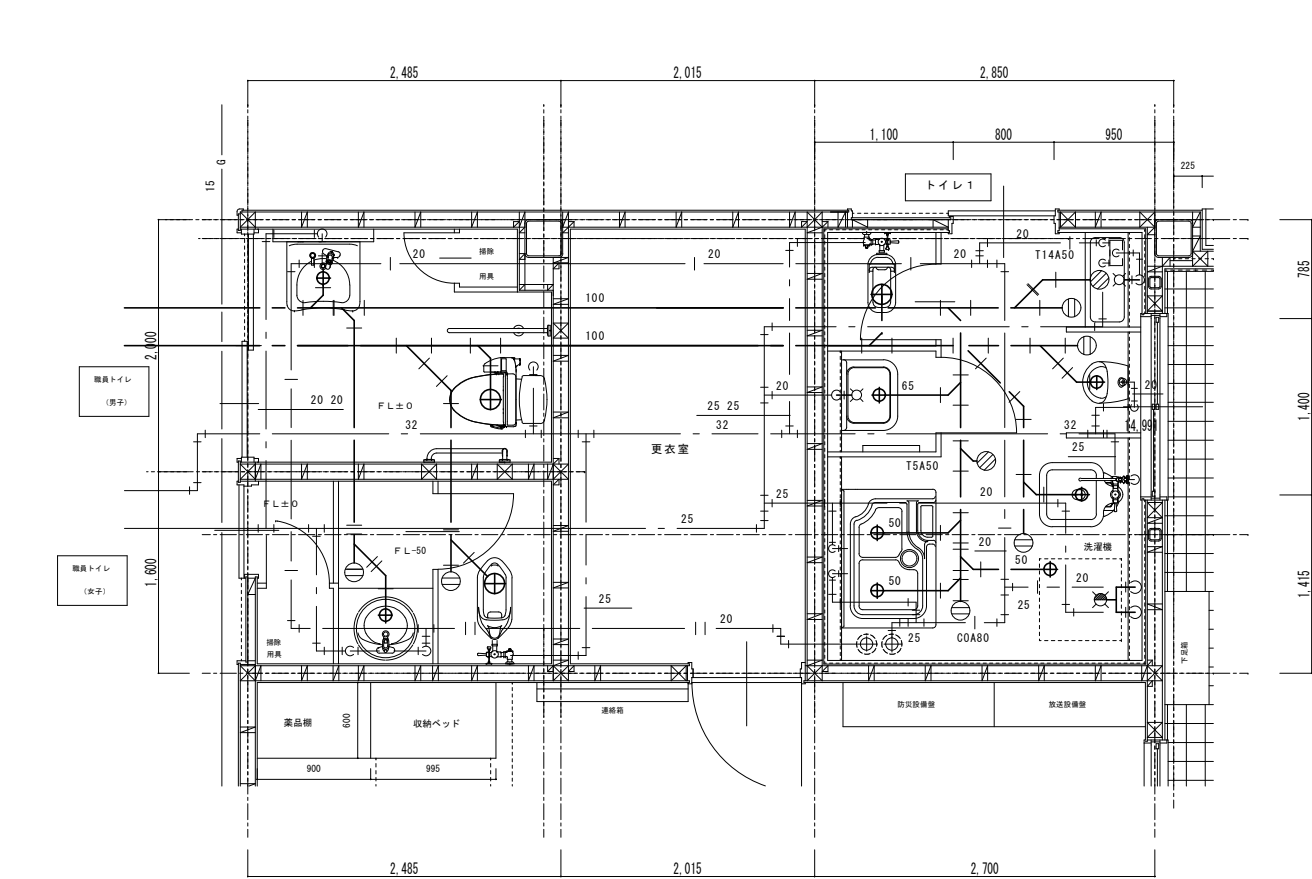 2,485
2,015
2,850
1,100
800
950
225
G
15
トイレ1
20
掃除
用具
20
20
20
T14A50
785
100
100
2,000
職員トイレ
(男子)
20 20
FL±0
32
65
20
25 25
32
20
32
14,99
25
1,400
更衣室
T5A50
FL±0
25
20
25
50
FL-50
20
洗濯機
職員トイレ
(女子)
1,600
50
50
20
25
25
1,415
20
25
COA80
掃除
用具
下足箱
薬品棚
600
収納ベッド
連絡箱
防災設備盤
放送設備盤
900
995
2,485
2,015
2,700